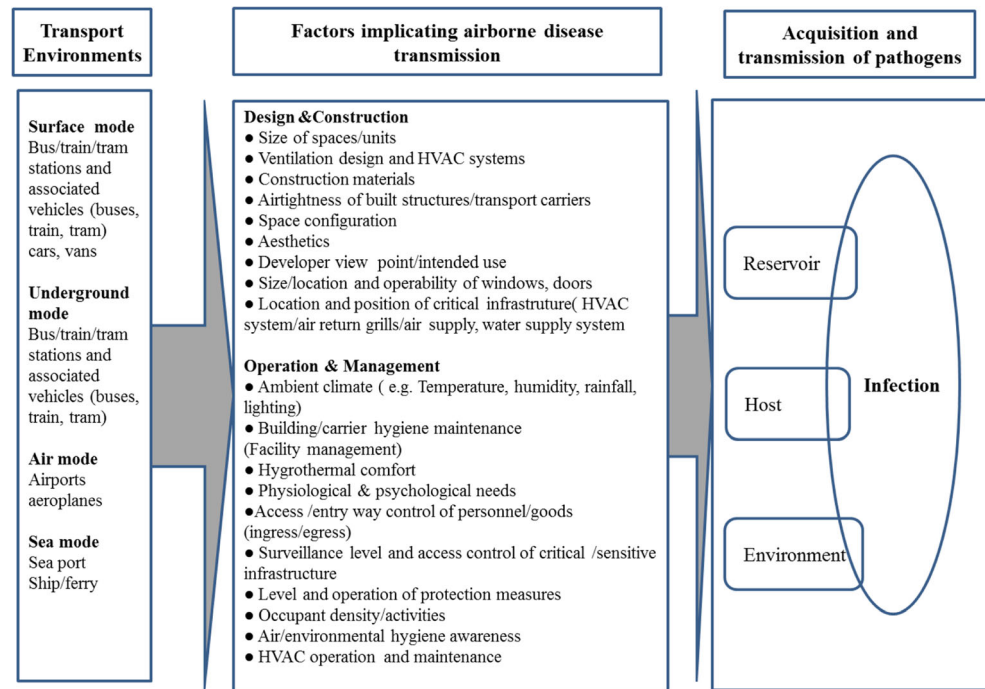 Transport
Environments
Factors implicating airborne disease
transmission
Acquisition and
transmission of pathogens
Surface mode
Bus/train/tram
stations and
associated
vehicles (buses,
train, tram)
cars, vans
Underground
mode
Bus/train/tram
stations and
associated
vehicles (buses,
train, tram)
Air mode
Airports
aeroplanes
Sea mode
Sea port
Ship/ferry
Design &Construction
● Size of spaces/units
● Ventilation design and HVAC systems
● Construction materials
● Airtightness of built structures/transport carriers
● Space configuration
● Aesthetics
● Developer view point/intended use
● Size/location and operability of windows, doors
● Location and position of critical infrastruture( HVAC
system/air return grills/air supply, water supply system
Operation & Management
● Ambient climate ( e.g. Temperature, humidity, rainfall,
lighting)
● Building/carrier hygiene maintenance
(Facility management)
● Hygrothermal comfort
● Physiological & psychological needs
●Access /entry way control of personnel/goods
(ingress/egress)
● Surveillance level and access control of critical /sensitive
infrastructure
● Level and operation of protection measures
● Occupant density/activities
● Air/environmental hygiene awareness
● HVAC operation and maintenance
Reservoir
Host
Infection
Environment